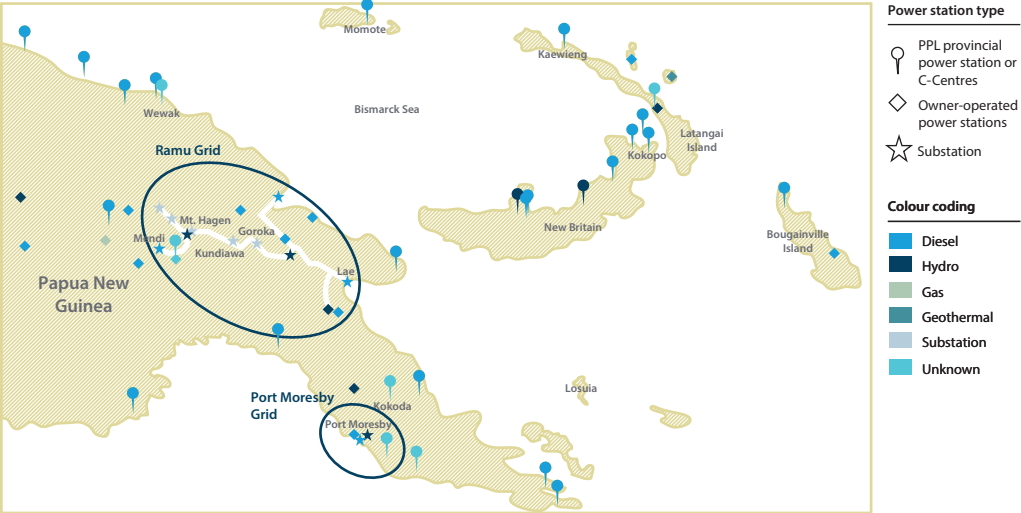 Momote
Kaewieng
Bismarck Sea
Wewak
Latangai
Island
Kokopo
Ramu Grid
Mt. Hagen
Mendi
Goroka
Kundiawa
New Britain
Bougainville
Island
Lae
Papua New
Guinea
Losuia
Port Moresby
Grid
Kokoda
Port Moresby
Power station type
PPL provincial
power station or
C-Centres
Owner-operated
power stations
Substation
Colour coding
Diesel
Hydro
Gas
Geothermal
Substation
Unknown